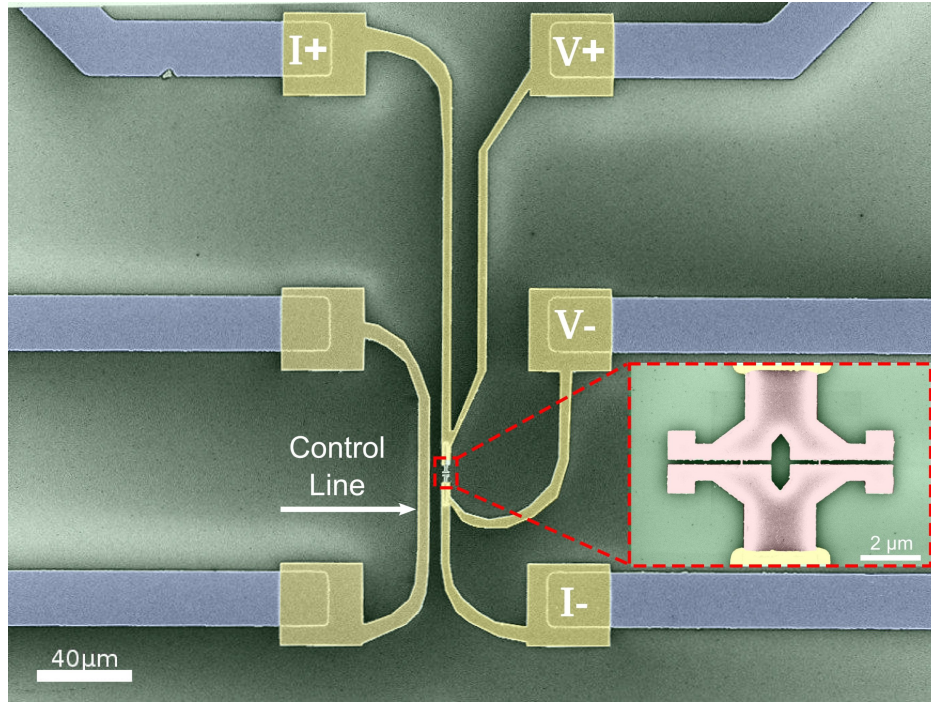 I+
V+
V-
Control
Line
2 μm
I-
40μm